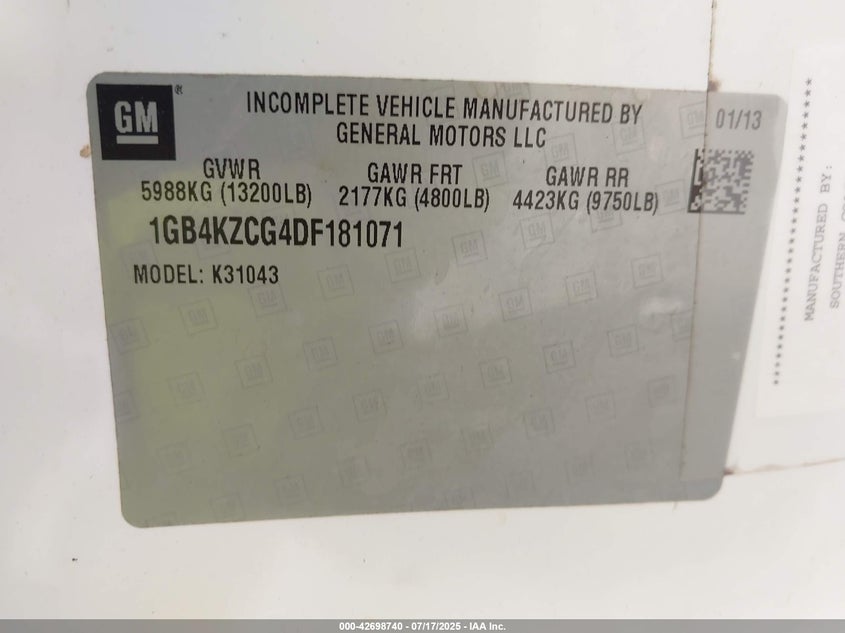 GM ®
INCOMPLETE VEHICLE MANUFACTURED BY
GENERAL MOTORS LLC
01/13
GVWR GAWR FRT GAWR RR
5988KG (13200LB) 2177KG (4800LB) 4423KG (9750LB)
1GB4KZCG4DF181071
MODEL: K31043
MANUFACTURED BY:
SOUTHERN
000-42698740 - 07/17/2025 - IAA Inc.